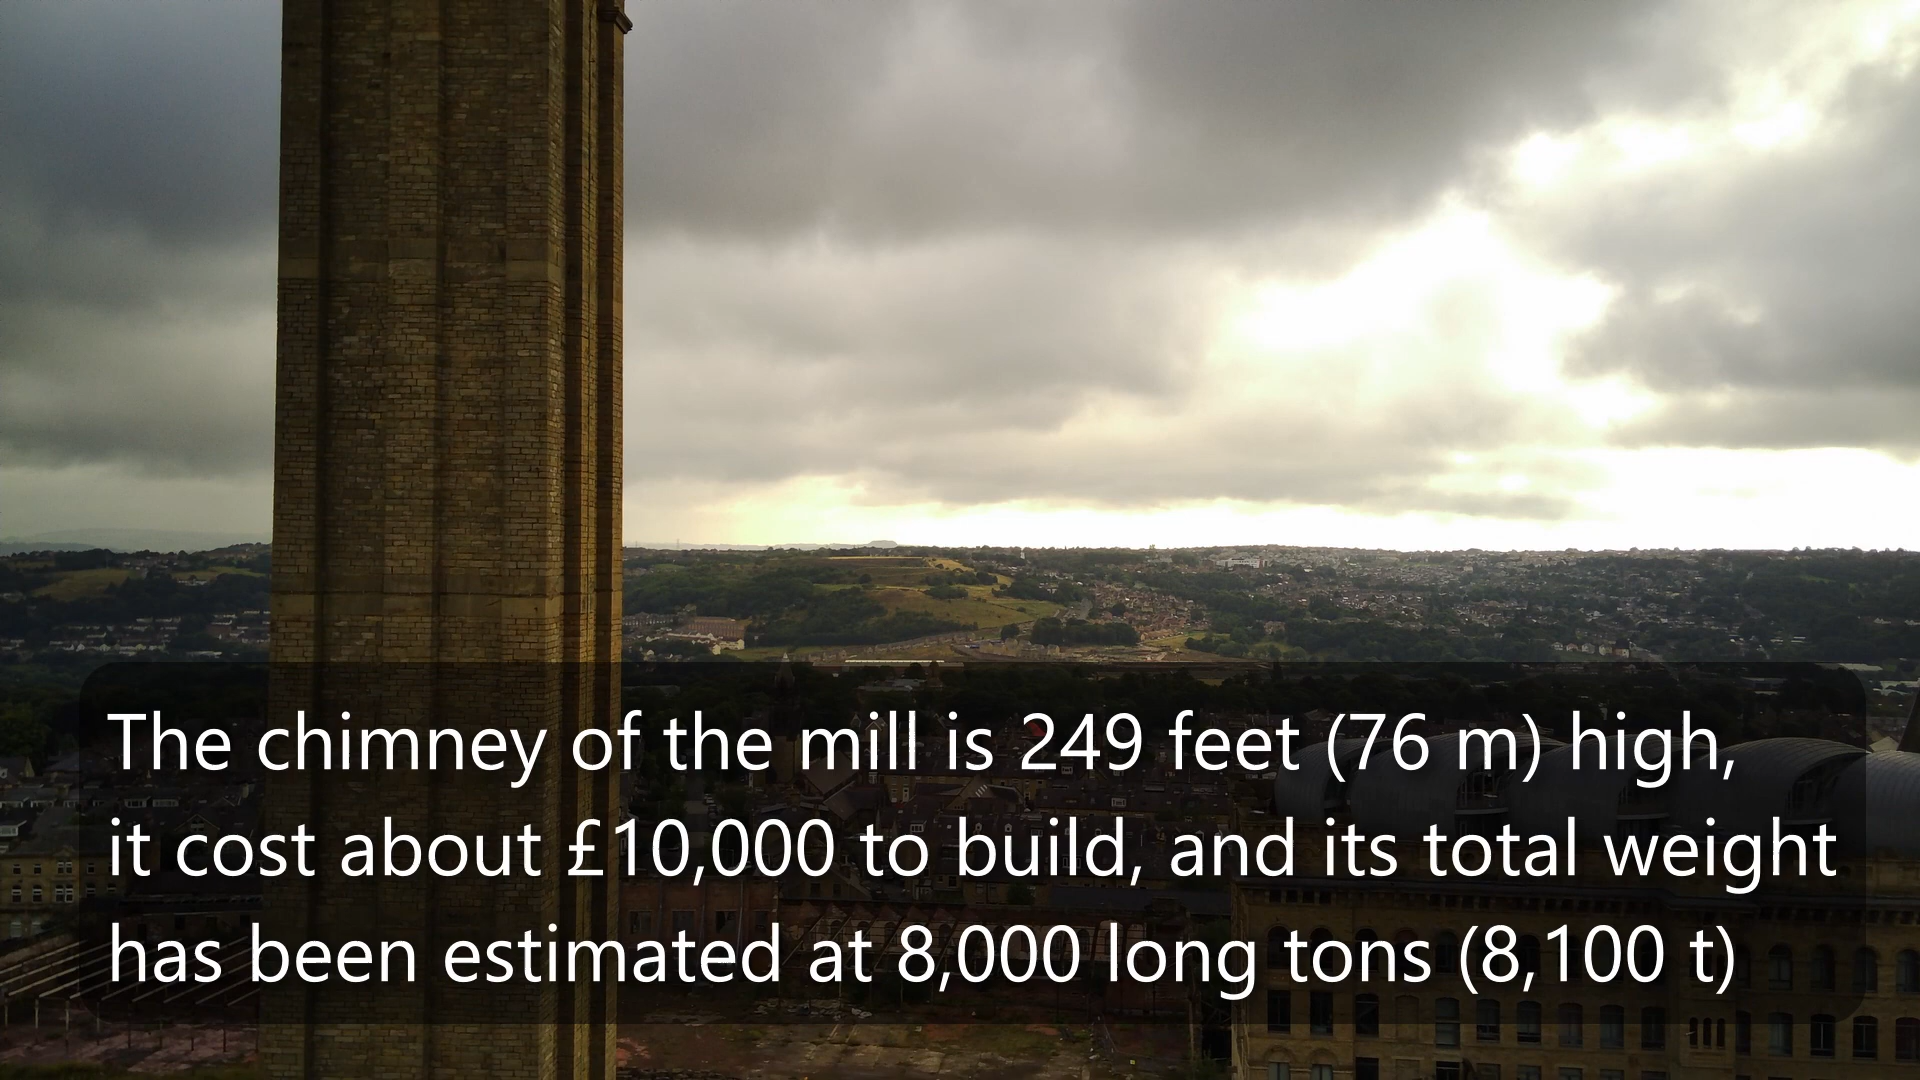 The chimney of the mill is 249 feet (76 m) high,
it cost about £10,000 to build, and its total weight
has been estimated at 8,000 long tons (8,100 t)